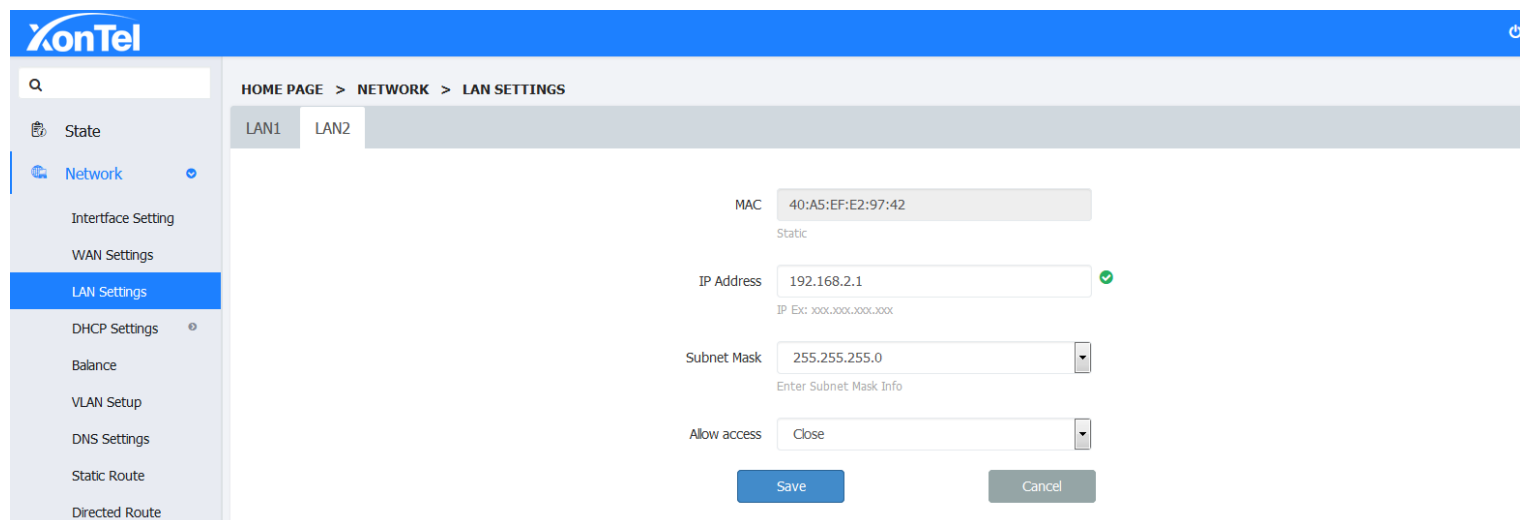 XonTel
HOME PAGE > NETWORK > LAN SETTINGS
LAN1 LAN2
State
Network
Intertface Setting
WAN Settings
LAN Settings
DHCP Settings
Balance
VLAN Setup
DNS Settings
Static Route
Directed Route
MAC 40:A5:EF:E2:97:42
Static
IP Address 192.168.2.1
IP Ex: xxx.xxx.xxx.xxx
Subnet Mask 255.255.255.0
Enter Subnet Mask Info
Allow access Close
Save Cancel